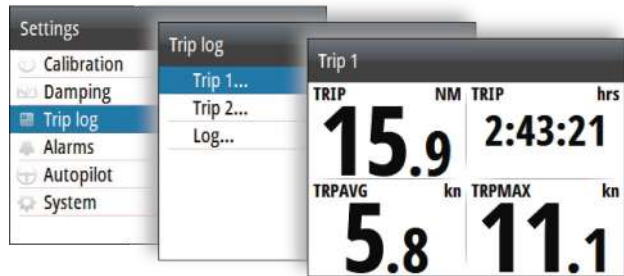 Settings
Calibration
Damping
Trip log
Alarms
Autopilot
System
Trip log
Trip 1...
Trip 2...
Log...
Trip 1
TRIP NM TRIP hrs
15.9 2:43:21
TRPAVG kn TRPMAX kn
5.8 11.1